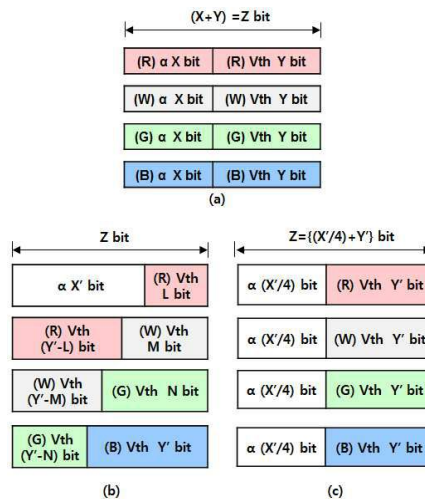 (X+Y) =Z bit
(R) α X bit (R) Vth Y bit
(W) α X bit (W) Vth Y bit
(G) α X bit (G) Vth Y bit
(B) α X bit (B) Vth Y bit
(a)
Z bit
α X' bit (R) Vth
L bit
(R) Vth (W) Vth
(Y'-L) bit M bit
(W) Vth (G) Vth N bit
(Y'-M) bit
(G) Vth (B) Vth Y' bit
(Y'-N) bit
(b)
Z={(X'/4)+Y'} bit
α (X'/4) bit (R) Vth Y' bit
α (X'/4) bit (W) Vth Y' bit
α (X'/4) bit (G) Vth Y' bit
α (X'/4) bit (B) Vth Y' bit
(c)